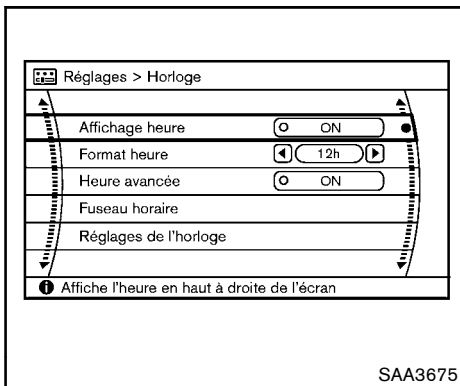 Réglages > Horloge
Affichage heure ON
Format heure 12h
Heure avancée ON
Fuseau horaire
Réglages de l'horloge
Affiche l'heure en haut à droite de l'écran
SAA3675